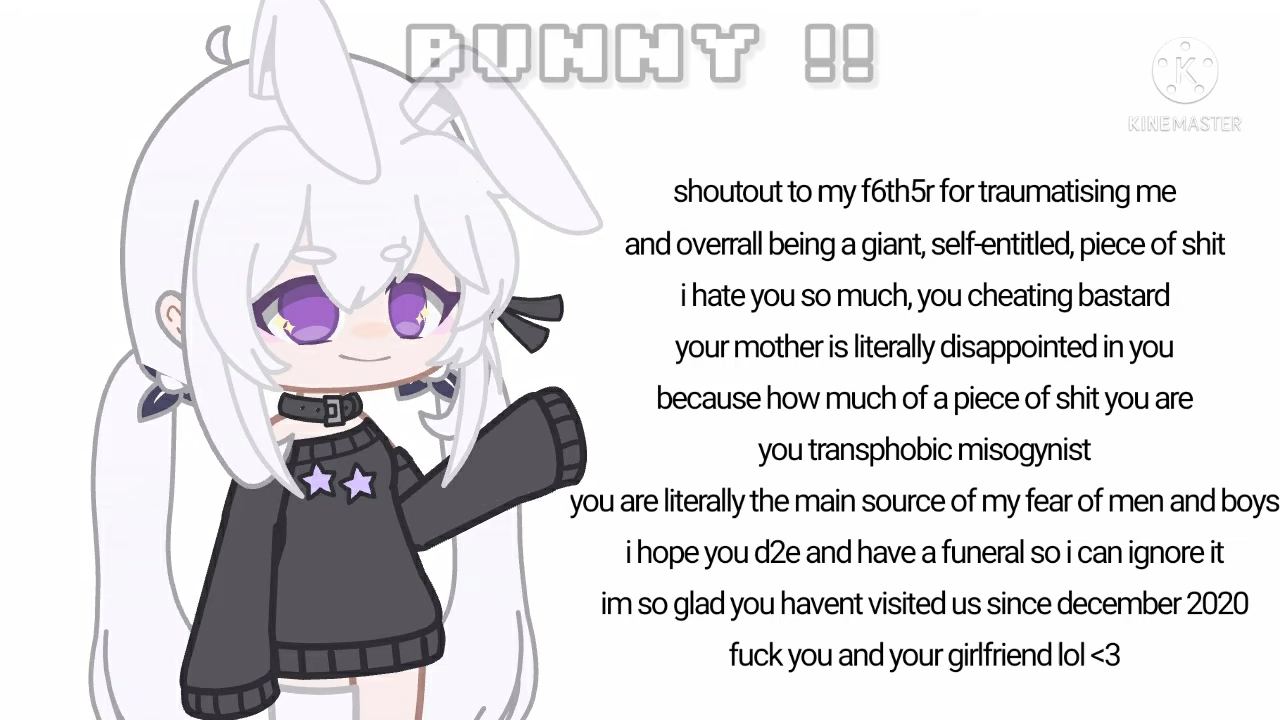 BUNNY !!
KINEMASTER
shoutout to my f6th5r for traumatising me
and overrall being a giant, self-entitled, piece of shit
i hate you so much, you cheating bastard
your mother is literally disappointed in you
because how much of a piece of shit you are
you transphobic misogynist
you are literally the main source of my fear of men and boys
i hope you d2e and have a funeral so i can ignore it
im so glad you havent visited us since december 2020
fuck you and your girlfriend lol <3